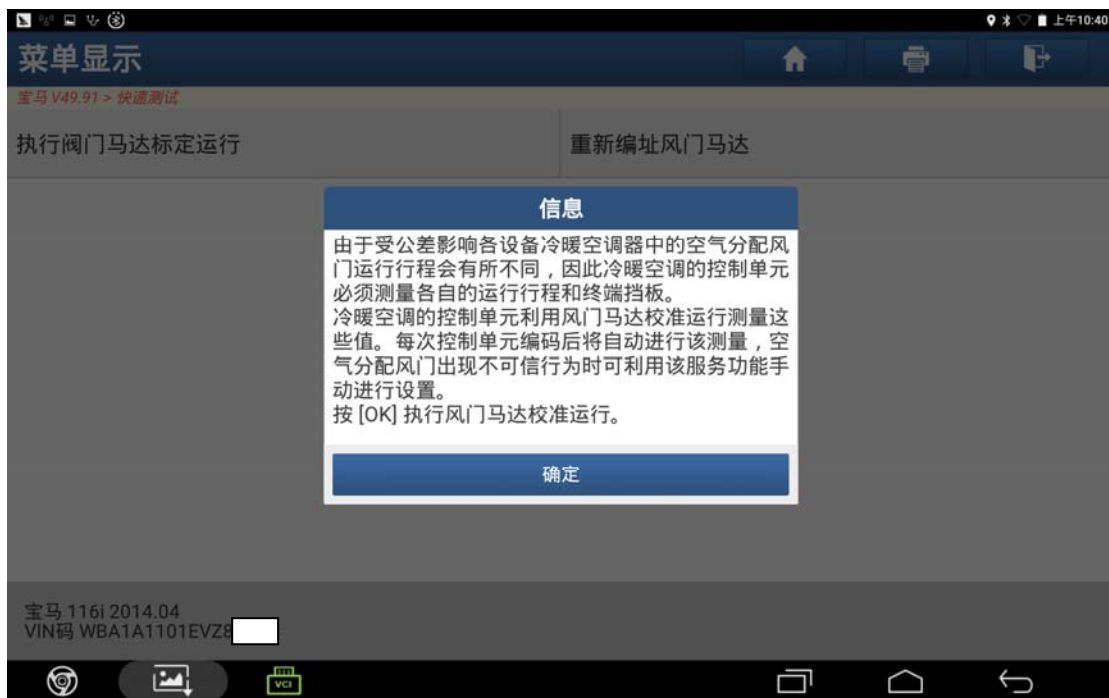 上午10:40
菜单显示
宝马 V49.91 > 快速测试
执行阀门马达标定运行
重新编址风门马达
信息
由于受公差影响各设备冷暖空调器中的空气分配风
门运行行程会有所不同，因此冷暖空调的控制单元
必须测量各自的运行行程和终端挡板。
冷暖空调的控制单元利用风门马达校准运行测量这
些值。每次控制单元编码后将自动进行该测量，空
气分配风门出现不可信行为时可利用该服务功能手
动进行设置。
按 [OK] 执行风门马达校准运行。
确定
宝马 116i 2014.04
VIN码 WBA1A1101EVZ8
VCI